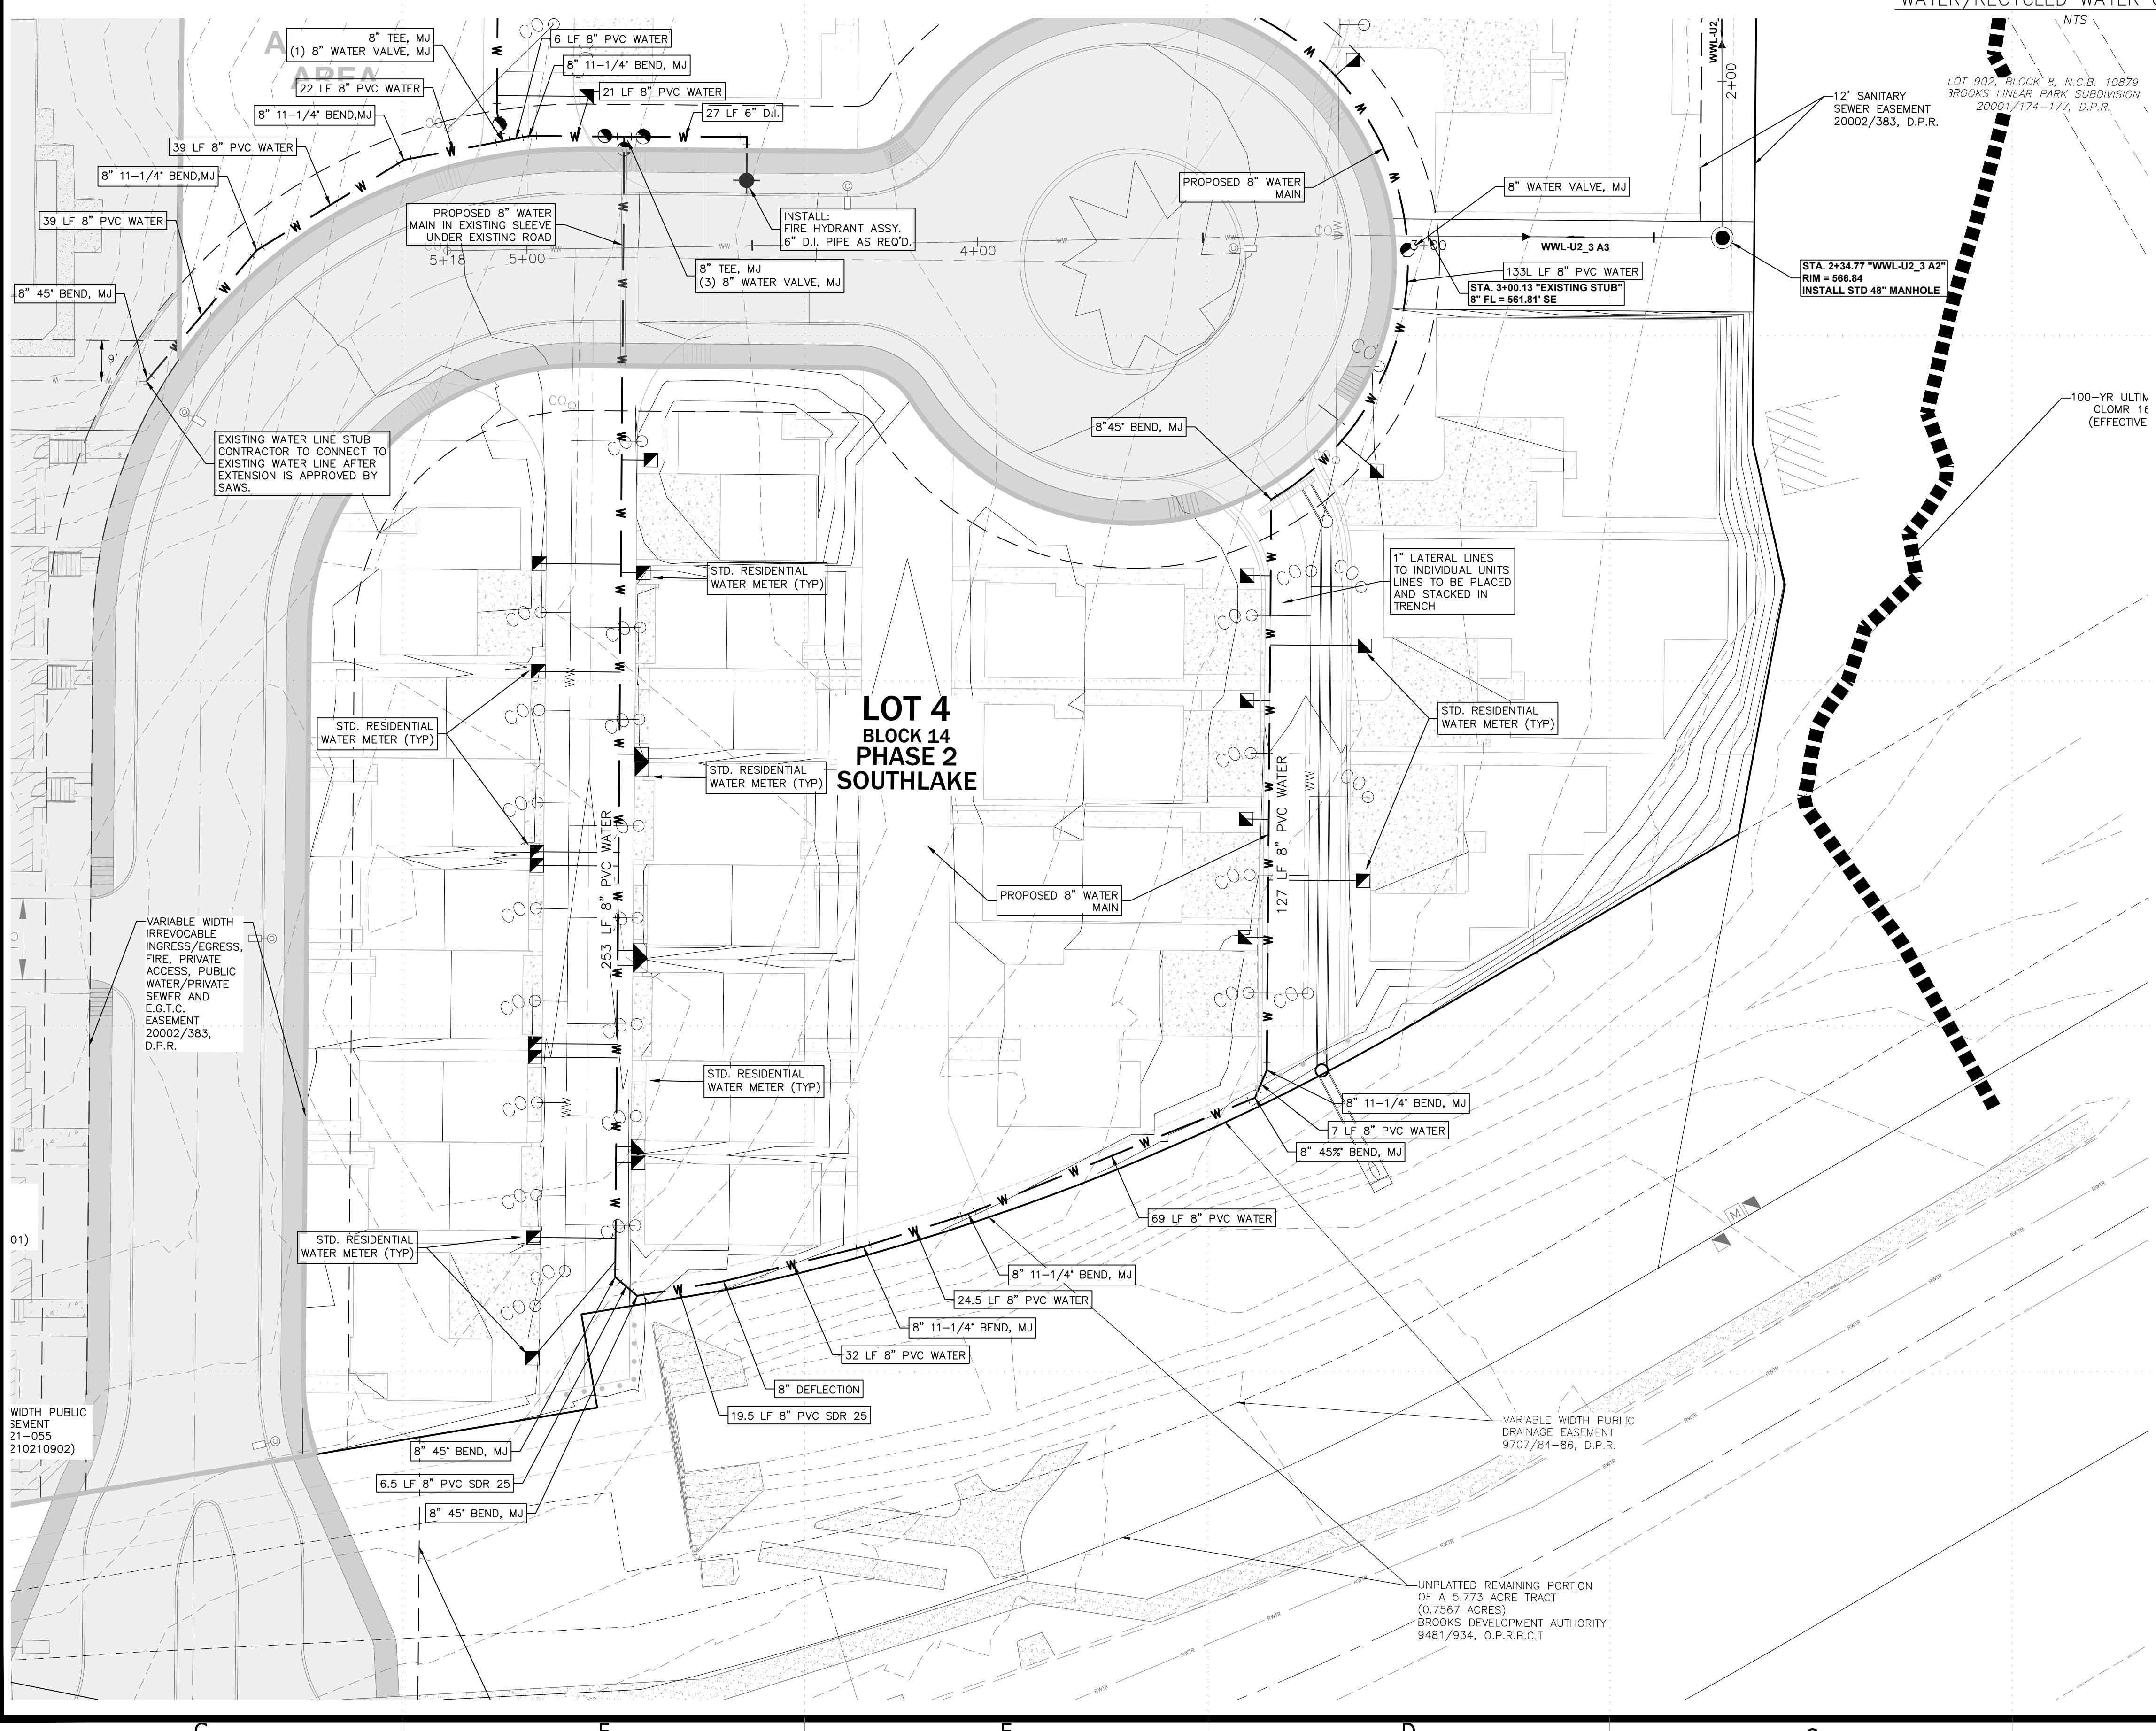 NTS
8" TEE, MJ
(1) 8" WATER VALVE, MJ
AREA
22 LF 8" PVC WATER
8" 11-1/4° BEND,MJ
39 LF 8" PVC WATER
8" 11-1/4° BEND,MJ
39 LF 8" PVC WATER
8" 45° BEND, MJ
9'
6 LF 8" PVC WATER
8" 11-1/4° BEND, MJ
21 LF 8" PVC WATER
27 LF 6" D.I.
PROPOSED 8" WATER
MAIN IN EXISTING SLEEVE
UNDER EXISTING ROAD
INSTALL:
FIRE HYDRANT ASSY.
6" D.I. PIPE AS REQ'D.
8" TEE, MJ
(3) 8" WATER VALVE, MJ
5+18
5+00
4+00
3+00
2+00
PROPOSED 8" WATER
MAIN
8" WATER VALVE, MJ
WWL-U2_3 A3
WWL-U2_
133L LF 8" PVC WATER
STA. 3+00.13 "EXISTING STUB"
8" FL = 561.81' SE
STA. 2+34.77 "WWL-U2_3 A2"
RIM = 566.84
INSTALL STD 48" MANHOLE
12' SANITARY
SEWER EASEMENT
20002/383, D.P.R.
LOT 902, BLOCK 8, N.C.B. 10879
BROOKS LINEAR PARK SUBDIVISION
20001/174-177, D.P.R.
100-YR ULTIM
CLOMR 16
(EFFECTIVE
EXISTING WATER LINE STUB
CONTRACTOR TO CONNECT TO
EXISTING WATER LINE AFTER
EXTENSION IS APPROVED BY
SAWS.
8"45° BEND, MJ
STD. RESIDENTIAL
WATER METER (TYP)
1" LATERAL LINES
TO INDIVIDUAL UNITS
LINES TO BE PLACED
AND STACKED IN
TRENCH
STD. RESIDENTIAL
WATER METER (TYP)
STD. RESIDENTIAL
WATER METER (TYP)
STD. RESIDENTIAL
WATER METER (TYP)
LOT 4
BLOCK 14
PHASE 2
SOUTHLAKE
253 LF 8" PVC WATER
127 LF 8" PVC WATER
PROPOSED 8" WATER
MAIN
VARIABLE WIDTH
IRREVOCABLE
INGRESS/EGRESS,
FIRE, PRIVATE
ACCESS, PUBLIC
WATER/PRIVATE
SEWER AND
E.G.T.C.
EASEMENT
20002/383,
D.P.R.
STD. RESIDENTIAL
WATER METER (TYP)
8" 11-1/4° BEND, MJ
7 LF 8" PVC WATER
8" 45%° BEND, MJ
69 LF 8" PVC WATER
STD. RESIDENTIAL
WATER METER (TYP)
01)
8" 11-1/4° BEND, MJ
24.5 LF 8" PVC WATER
8" 11-1/4° BEND, MJ
32 LF 8" PVC WATER
8" DEFLECTION
19.5 LF 8" PVC SDR 25
8" 45° BEND, MJ
6.5 LF 8" PVC SDR 25
8" 45° BEND, MJ
WIDTH PUBLIC
SEMENT
21-055
210210902)
M
VARIABLE WIDTH PUBLIC
DRAINAGE EASEMENT
9707/84-86, D.P.R.
UNPLATTED REMAINING PORTION
OF A 5.773 ACRE TRACT
(0.7567 ACRES)
BROOKS DEVELOPMENT AUTHORITY
9481/934, O.P.R.B.C.T